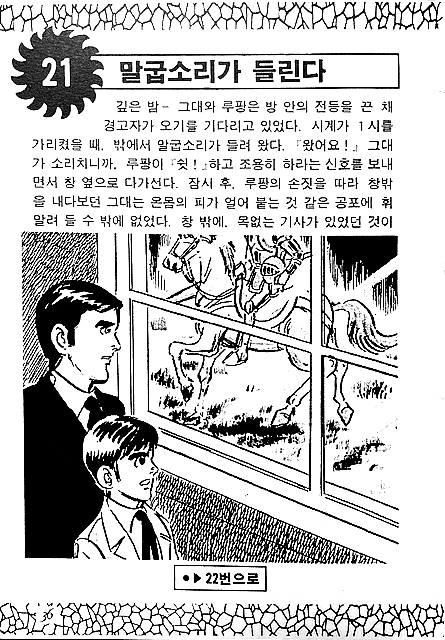 21
말굽소리가 들린다
깊은 밤- 그대와 루팡은 방 안의 전등을 끈 채
경고자가 오기를 기다리고 있었다. 시계가 1시를
가리켰을 때, 밖에서 말굽소리가 들려 왔다. 『왔어요!』 그대
가 소리치니까, 루팡이 『쉿!』하고 조용히 하라는 신호를 보내
면서 창 옆으로 다가선다. 잠시 후, 루팡의 손짓을 따라 창밖
을 내다보던 그대는 온몸의 피가 얼어 붙는 것 같은 공포에 휘
말려 들 수 밖에 없었다. 창 밖에, 목없는 기사가 있었던 것이
●▶22번으로
36